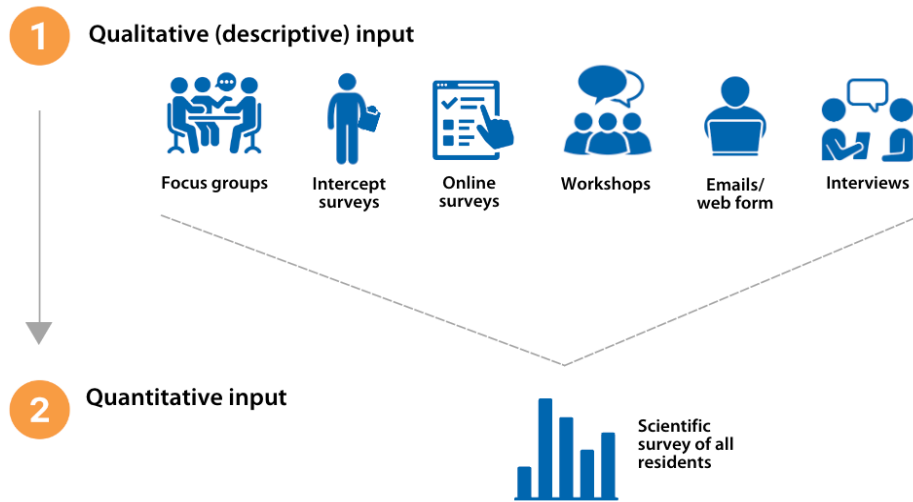 1
Qualitative (descriptive) input
Focus groups
Intercept
surveys
Online
surveys
Workshops
Emails/
web form
Interviews
2
Quantitative input
Scientific
survey of all
residents